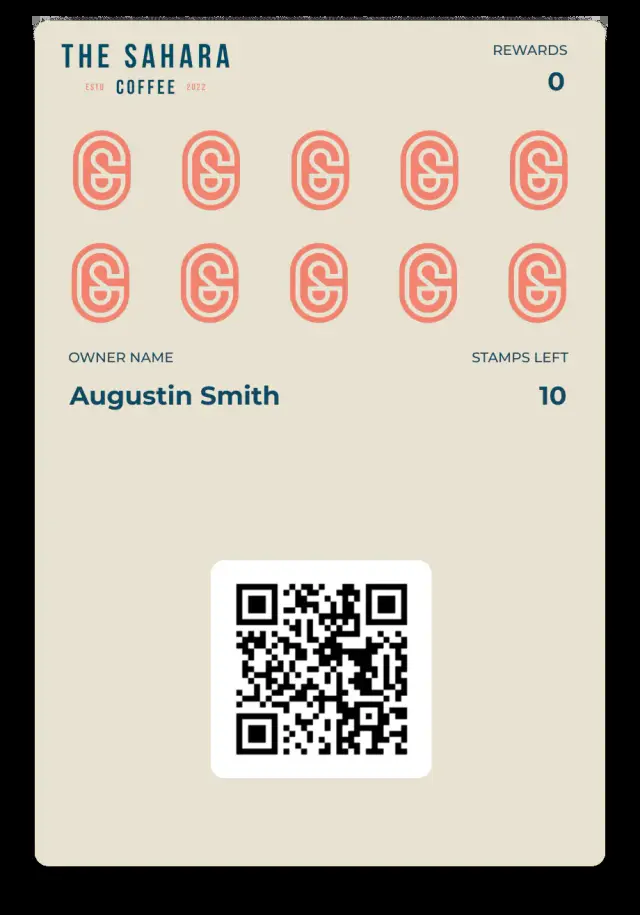 THE SAHARA
ESTD COFFEE 2022
REWARDS
0
OWNER NAME
STAMPS LEFT
Augustin Smith
10